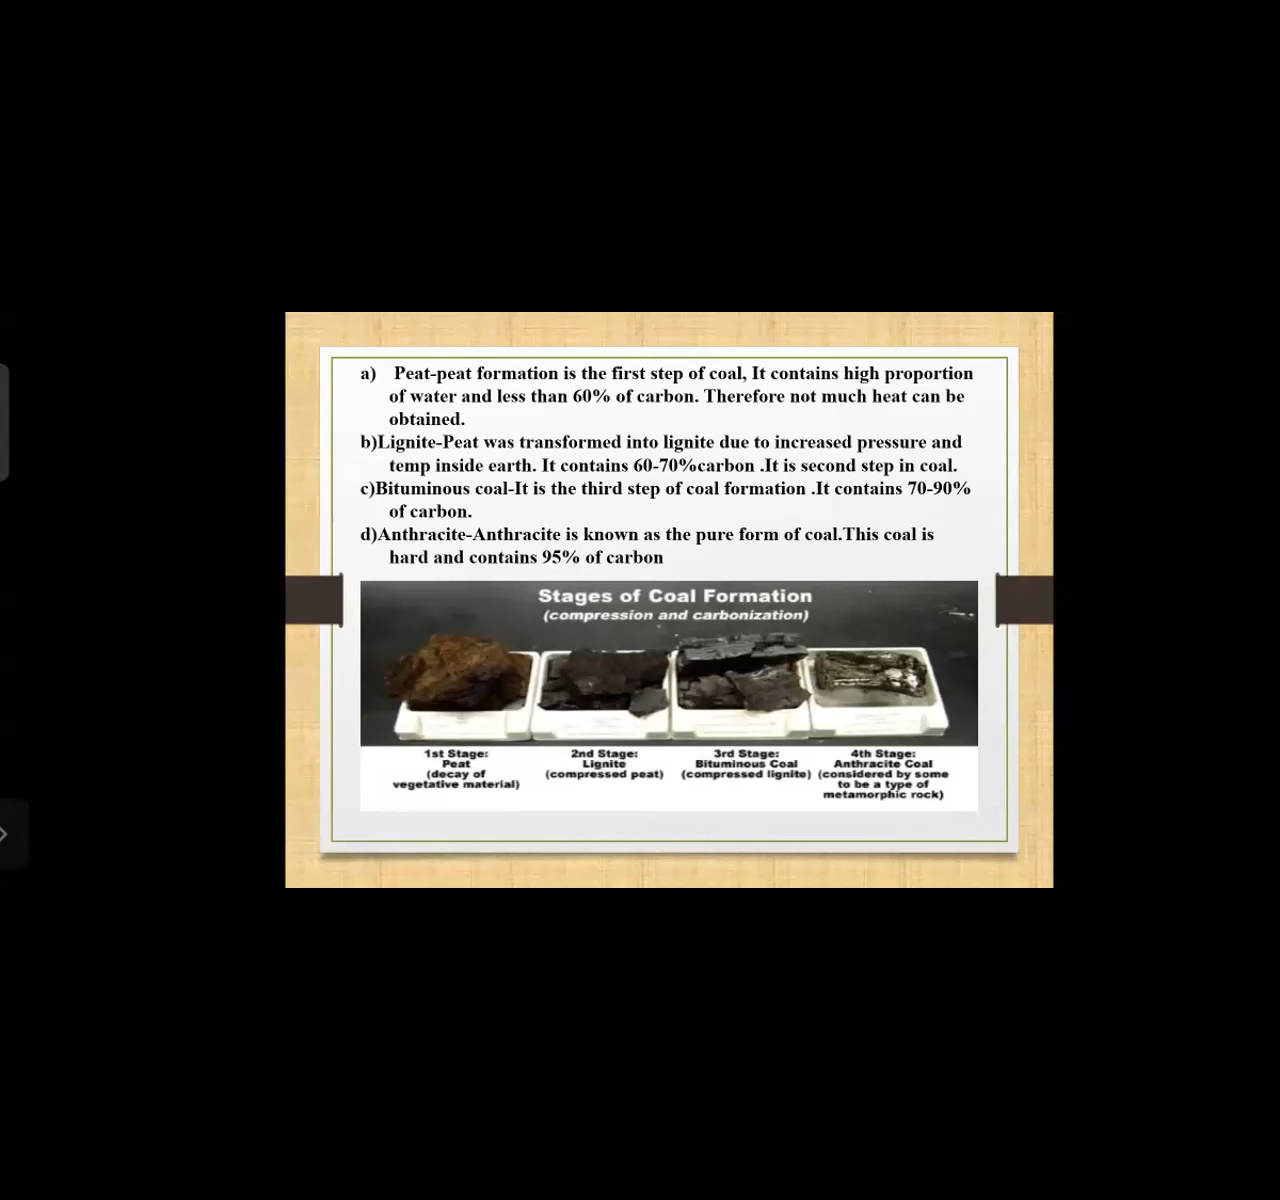 a) Peat-peat formation is the first step of coal, It contains high proportion
of water and less than 60% of carbon. Therefore not much heat can be
obtained.
b)Lignite-Peat was transformed into lignite due to increased pressure and
temp inside earth. It contains 60-70%carbon .It is second step in coal.
c)Bituminous coal-It is the third step of coal formation .It contains 70-90%
of carbon.
d)Anthracite-Anthracite is known as the pure form of coal.This coal is
hard and contains 95% of carbon
Stages of Coal Formation
(compression and carbonization)
1st Stage:
Peat
(decay of
vegetative material)
2nd Stage:
Lignite
(compressed peat)
3rd Stage:
Bituminous Coal
(compressed lignite)
4th Stage:
Anthracite Coal
(considered by some
to be a type of
metamorphic rock)